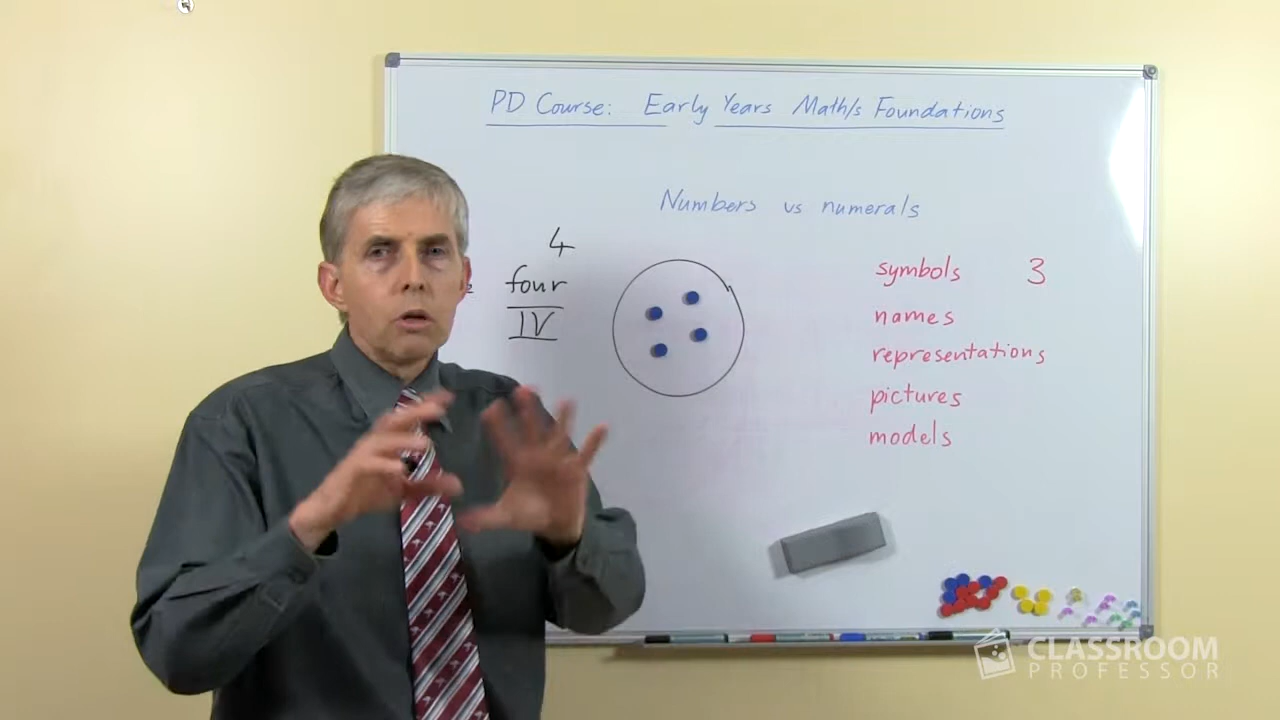 PD Course: Early Years Math/s Foundations
Numbers vs numerals
4
four
IV
symbols 3
names
representations
pictures
models
CLASSROOM
PROFESSOR